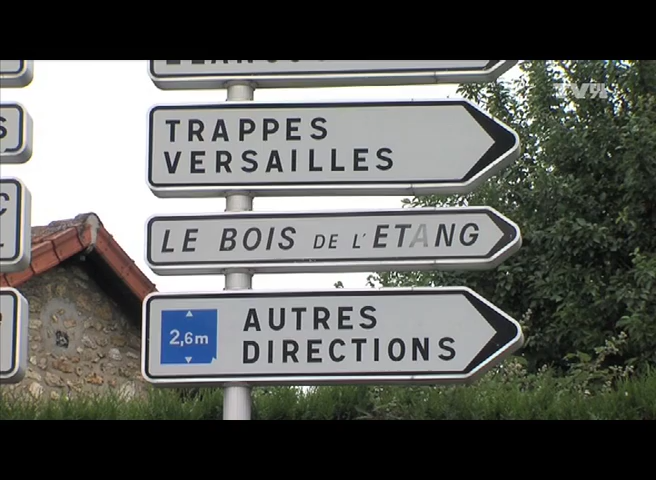 TRAPPES
VERSAILLES
LE BOIS DE L'ETANG
2,6m
AUTRES
DIRECTIONS